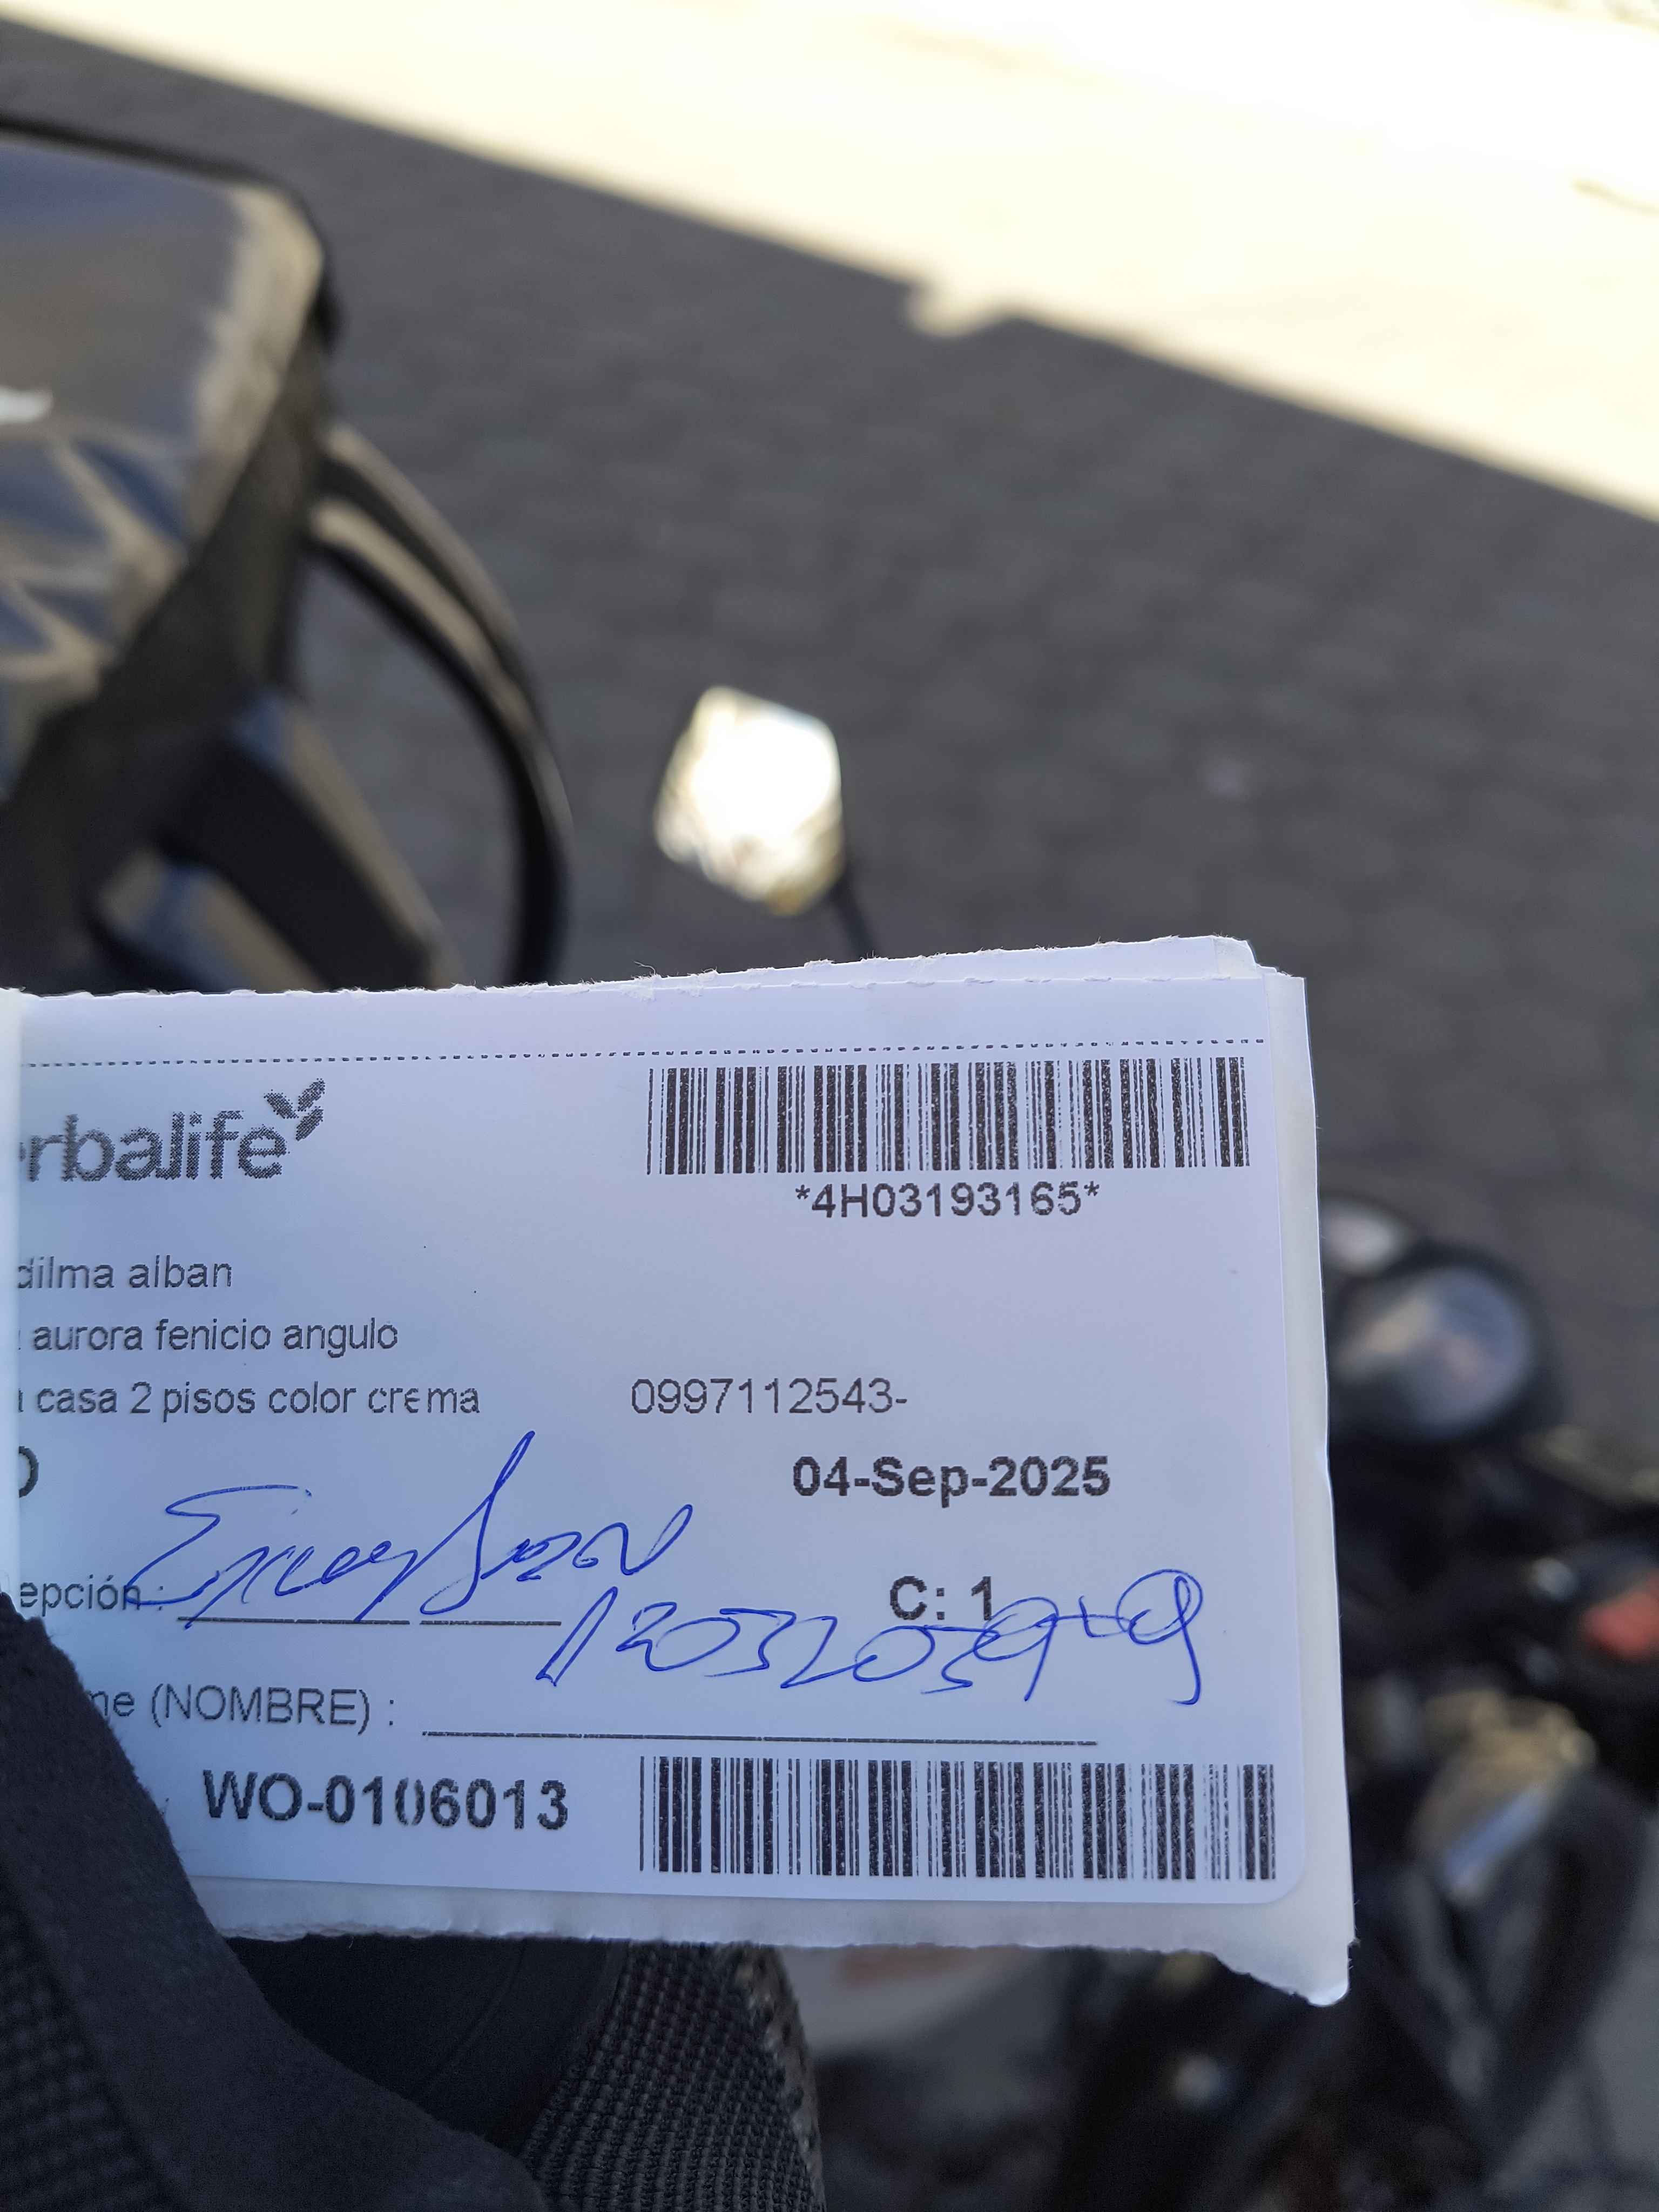 erbalife
*4H03193165*
dilma alban
aurora fenicio angulo
casa 2 pisos color crema 0997112543-
04-Sep-2025
epción :
C: 1
me (NOMBRE) :
WO-0106013